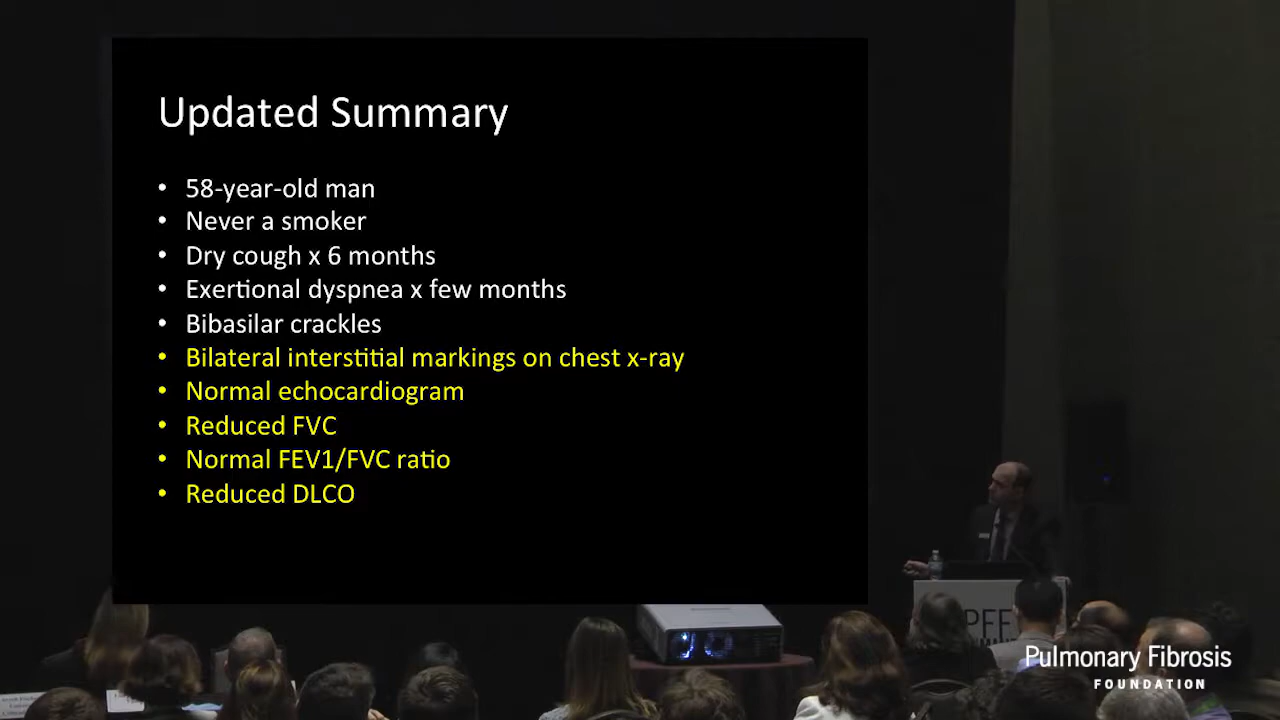 Updated Summary
• 58-year-old man
• Never a smoker
• Dry cough x 6 months
• Exertional dyspnea x few months
• Bibasilar crackles
• Bilateral interstitial markings on chest x-ray
• Normal echocardiogram
• Reduced FVC
• Normal FEV1/FVC ratio
• Reduced DLCO
PFF
Pulmonary Fibrosis
FOUNDATION